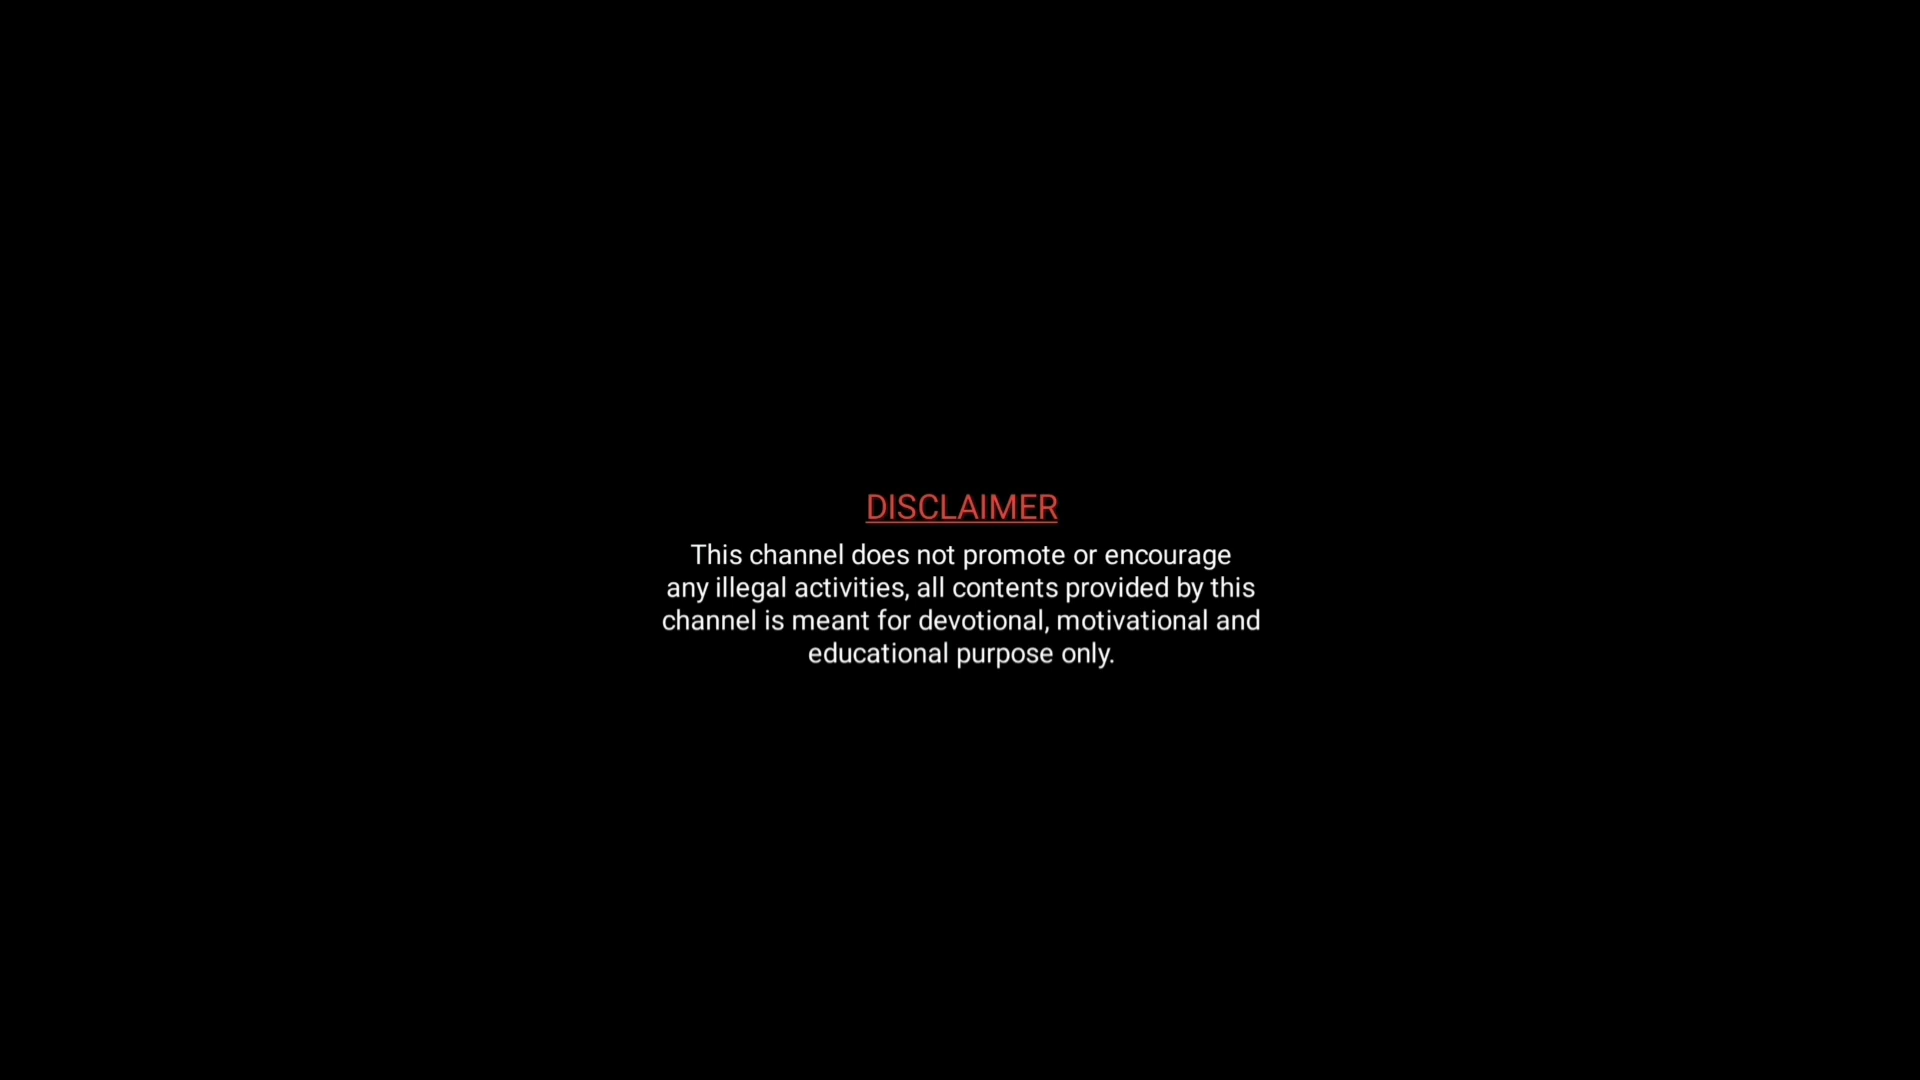 DISCLAIMER
This channel does not promote or encourage
any illegal activities, all contents provided by this
channel is meant for devotional, motivational and
educational purpose only.